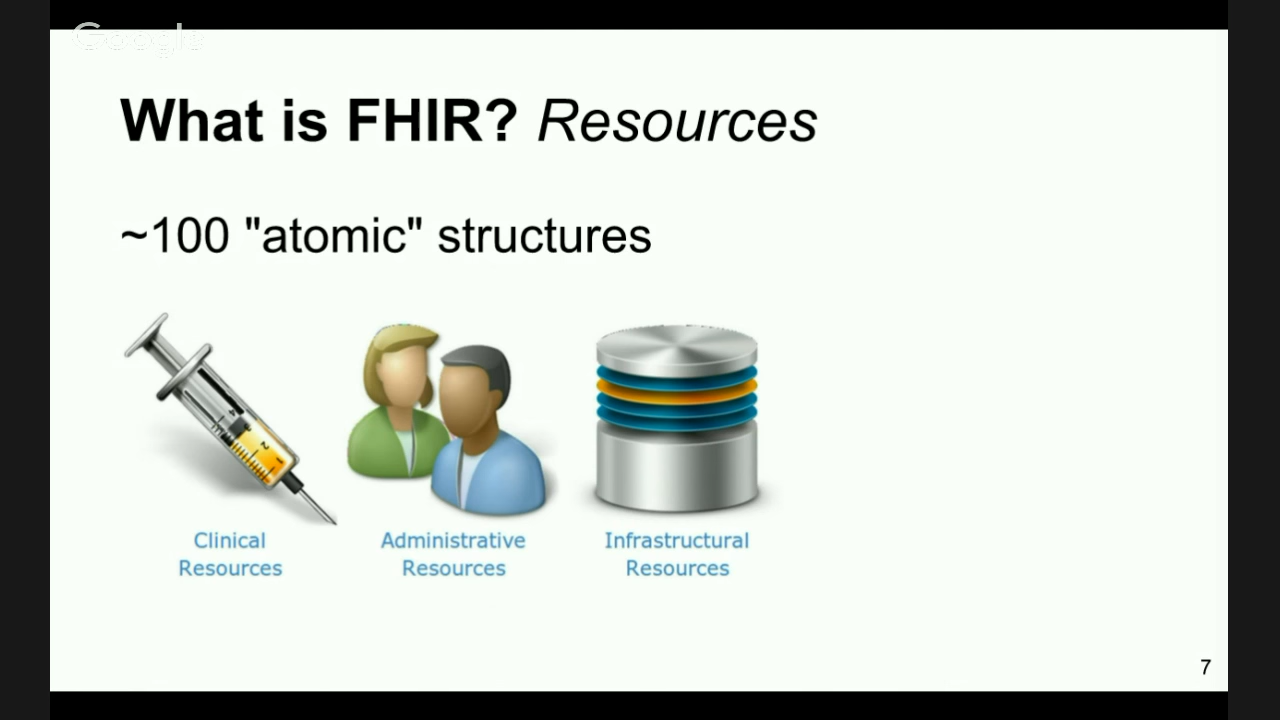 Google
What is FHIR? Resources
~100 "atomic" structures
Clinical
Resources
Administrative
Resources
Infrastructural
Resources
7